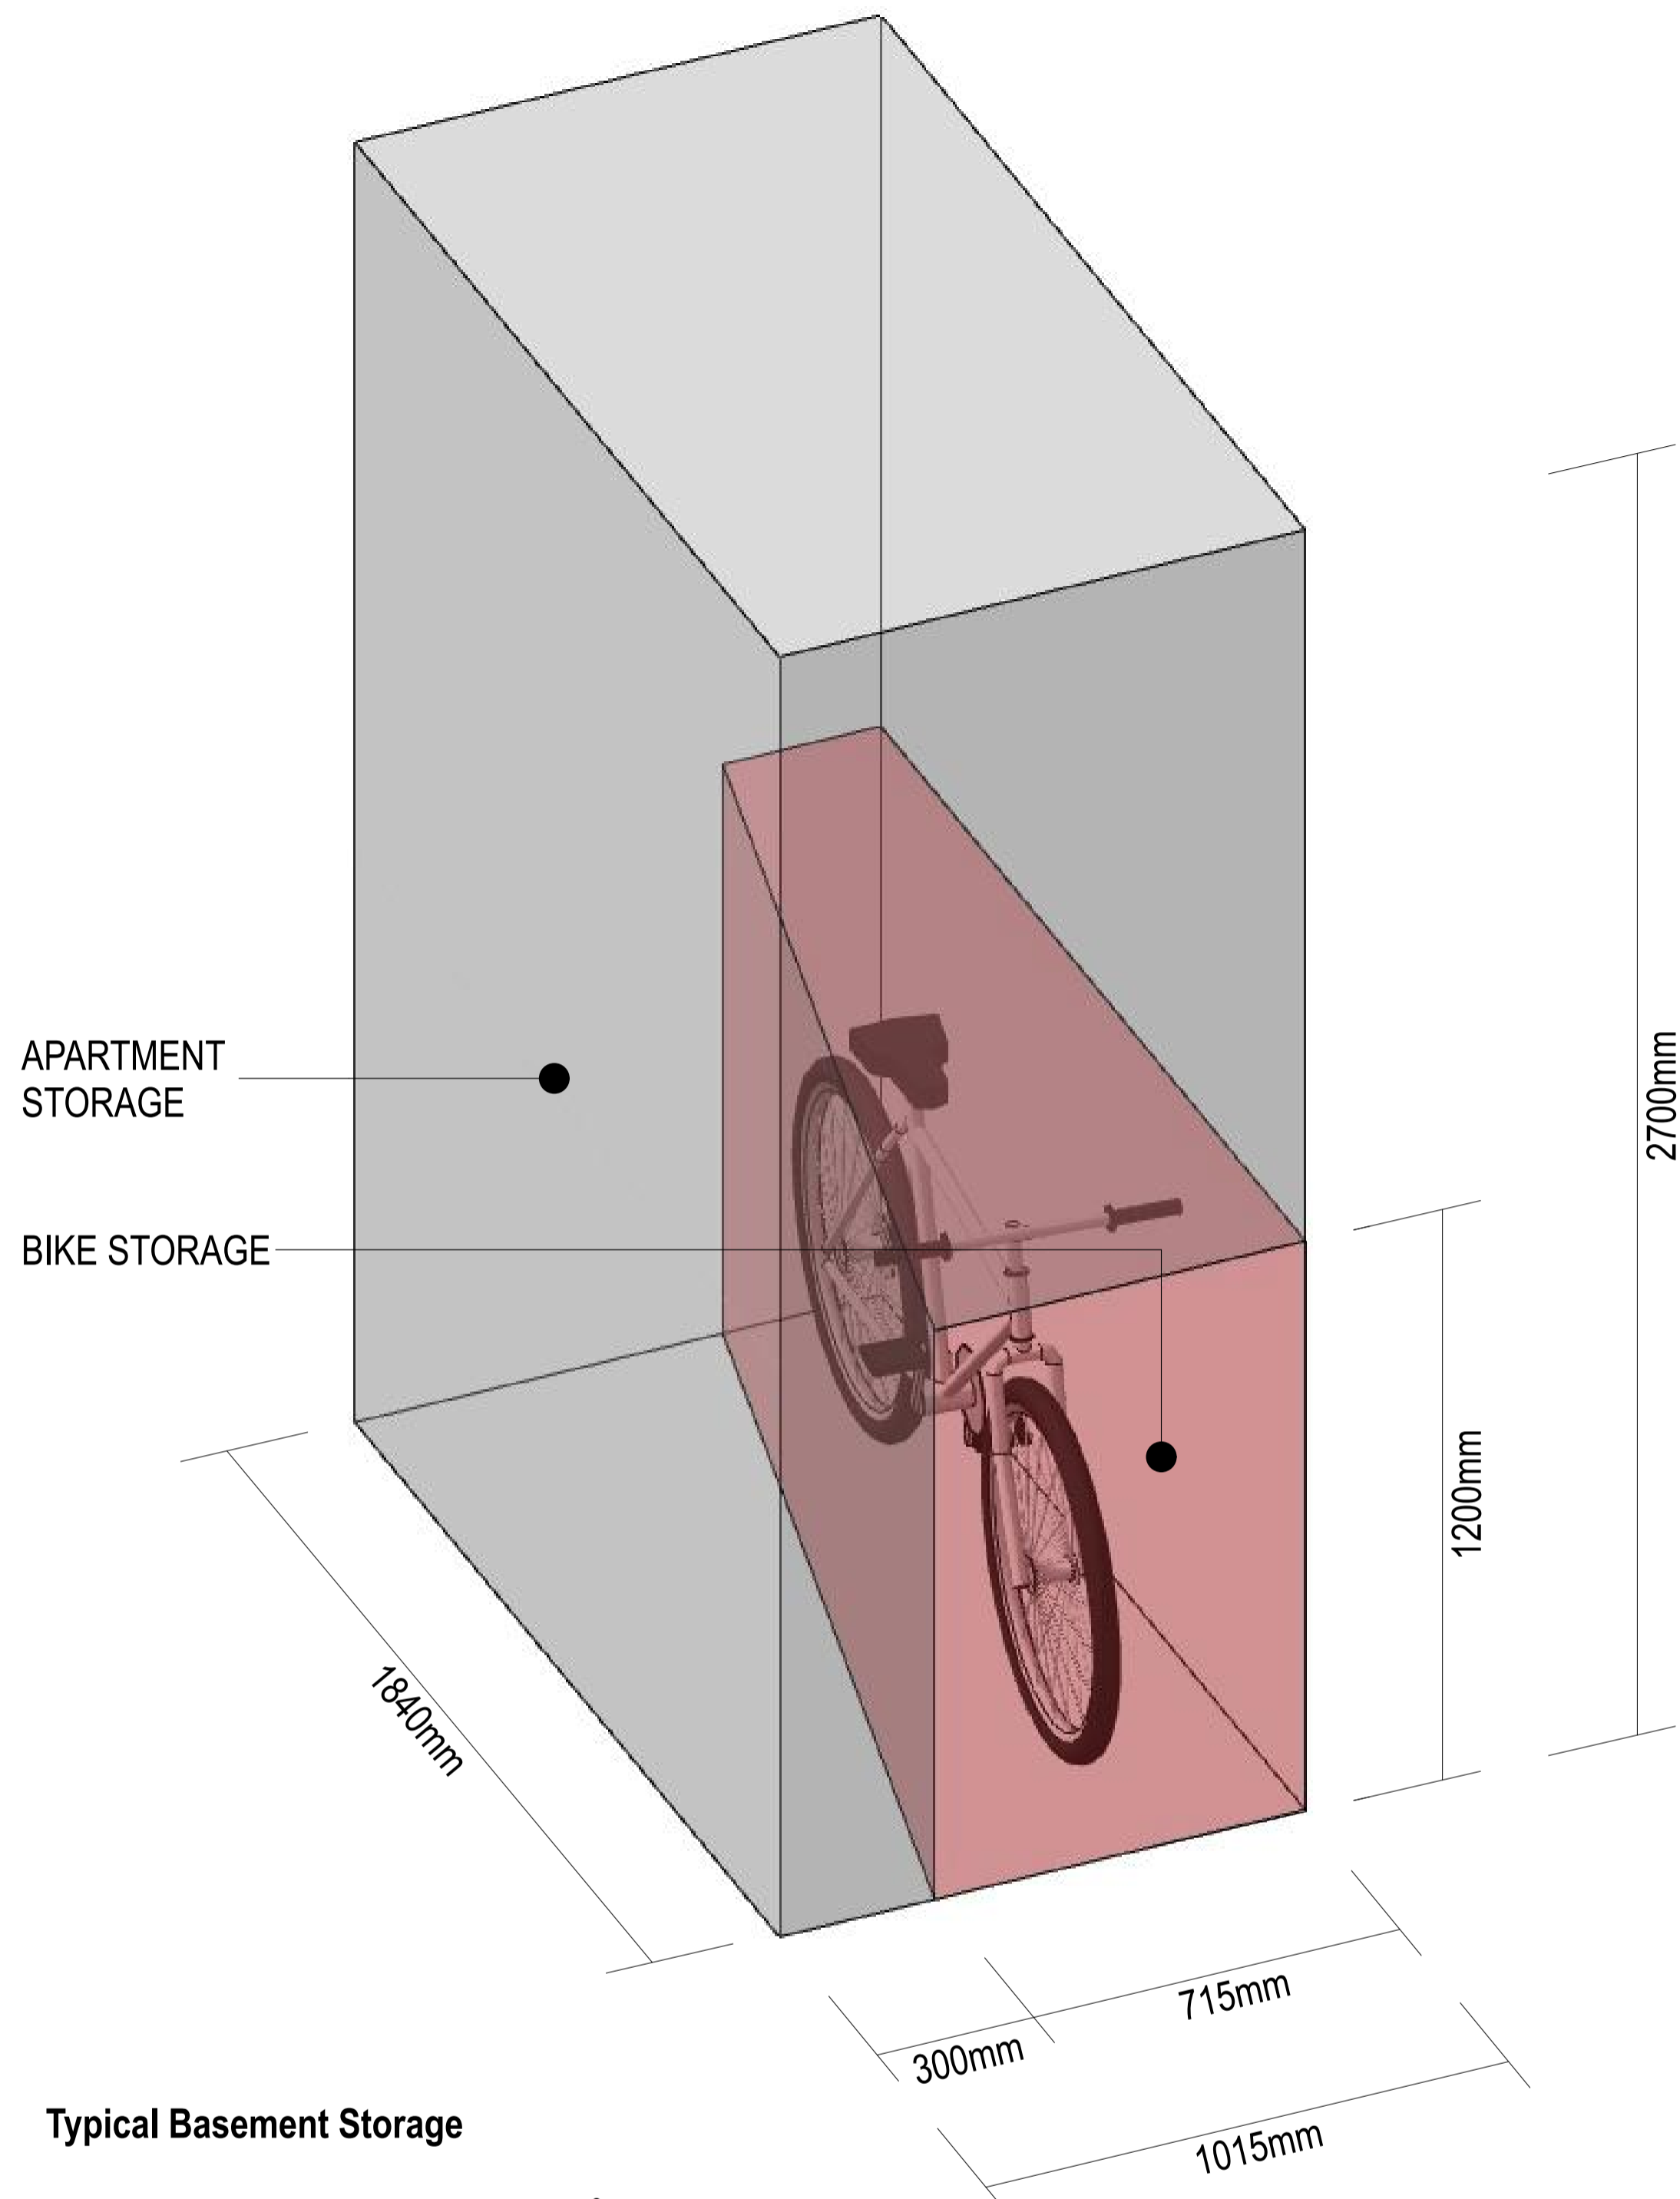 2700mm
APARTMENT
STORAGE
BIKE STORAGE
1200mm
1840mm
715mm
300mm
1015mm
Typical Basement Storage